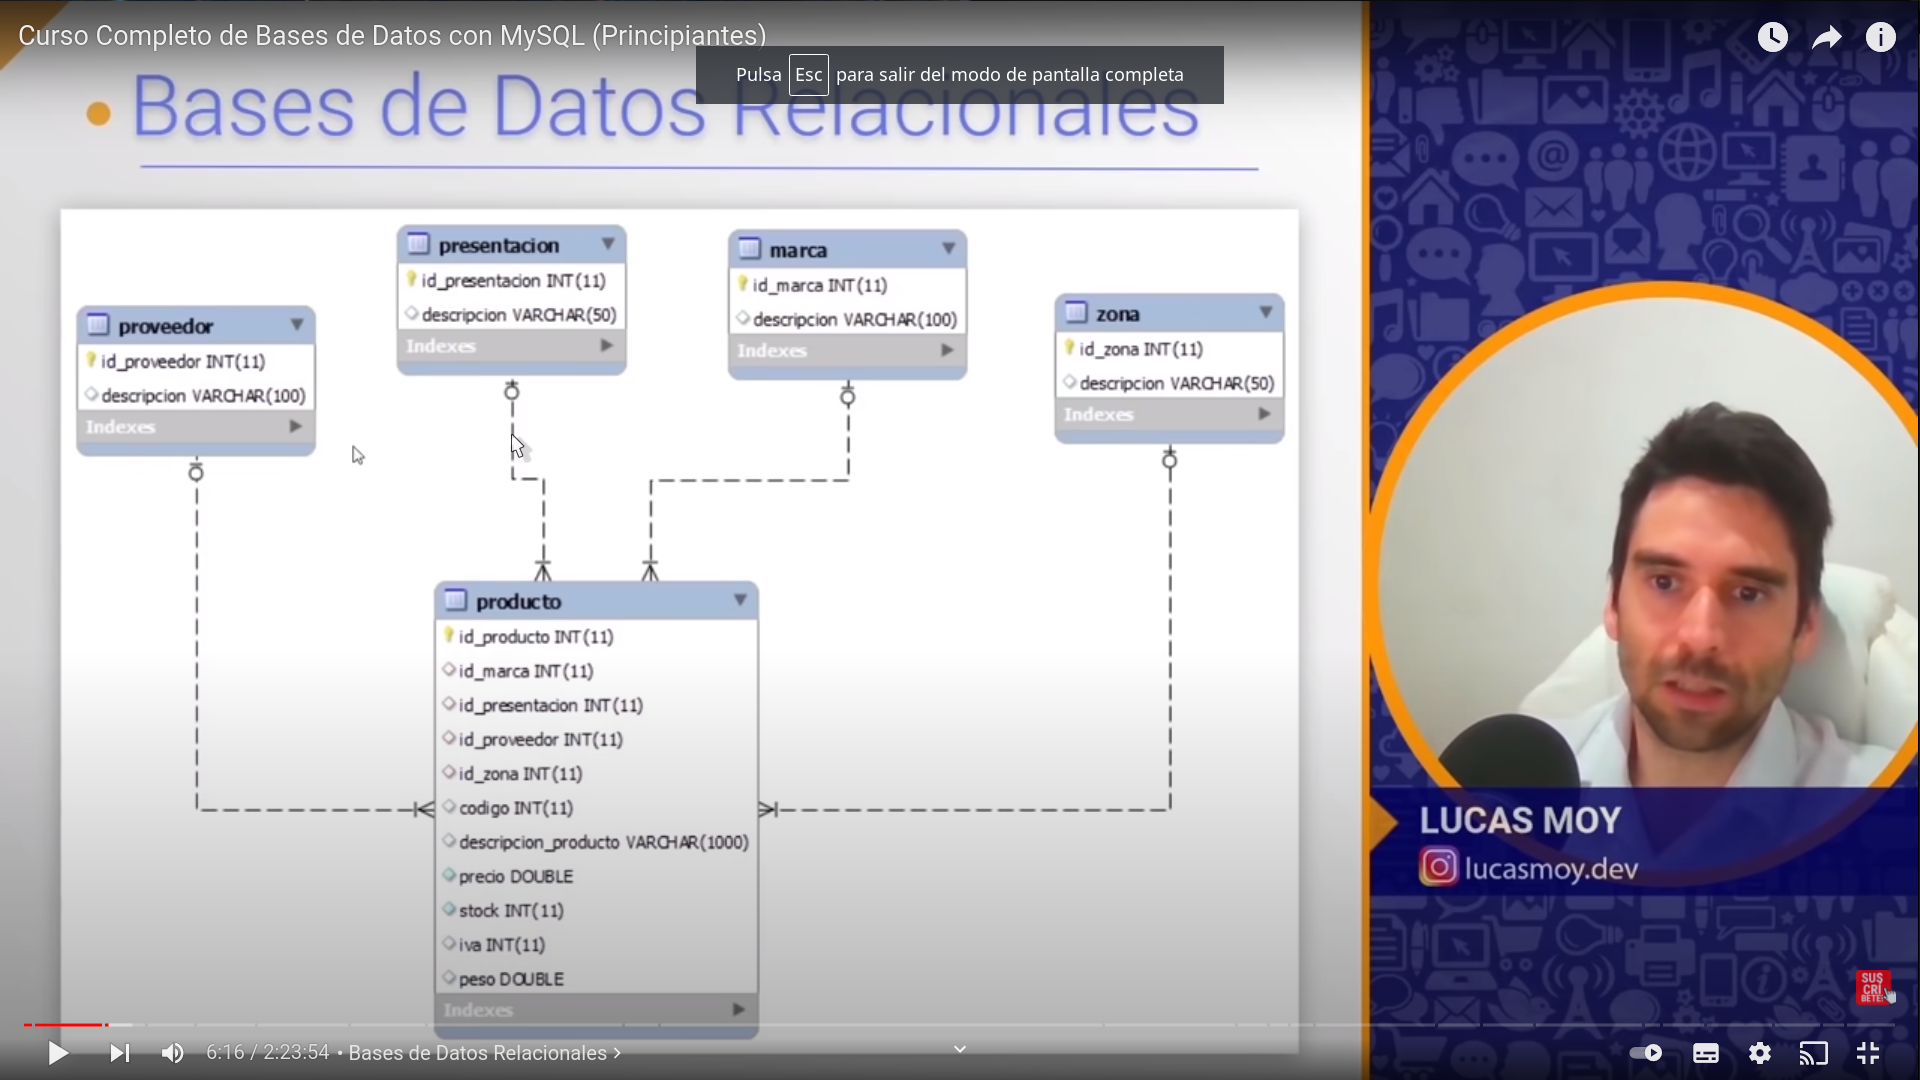 Curso Completo de Bases de Datos con MySQL (Principiantes)
Pulsa Esc para salir del modo de pantalla completa
Bases de Datos Relacionales
presentacion
id_presentacion INT(11)
descripcion VARCHAR(50)
Indexes
marca
id_marca INT(11)
descripcion VARCHAR(100)
Indexes
proveedor
id_proveedor INT(11)
descripcion VARCHAR(100)
Indexes
zona
id_zona INT(11)
descripcion VARCHAR(50)
Indexes
producto
id_producto INT(11)
id_marca INT(11)
id_presentacion INT(11)
id_proveedor INT(11)
id_zona INT(11)
codigo INT(11)
descripcion_producto VARCHAR(1000)
precio DOUBLE
stock INT(11)
iva INT(11)
peso DOUBLE
Indexes
LUCAS MOY
lucasmoy.dev
SUS
CRÍ
BETE
6:16 / 2:23:54 • Bases de Datos Relacionales